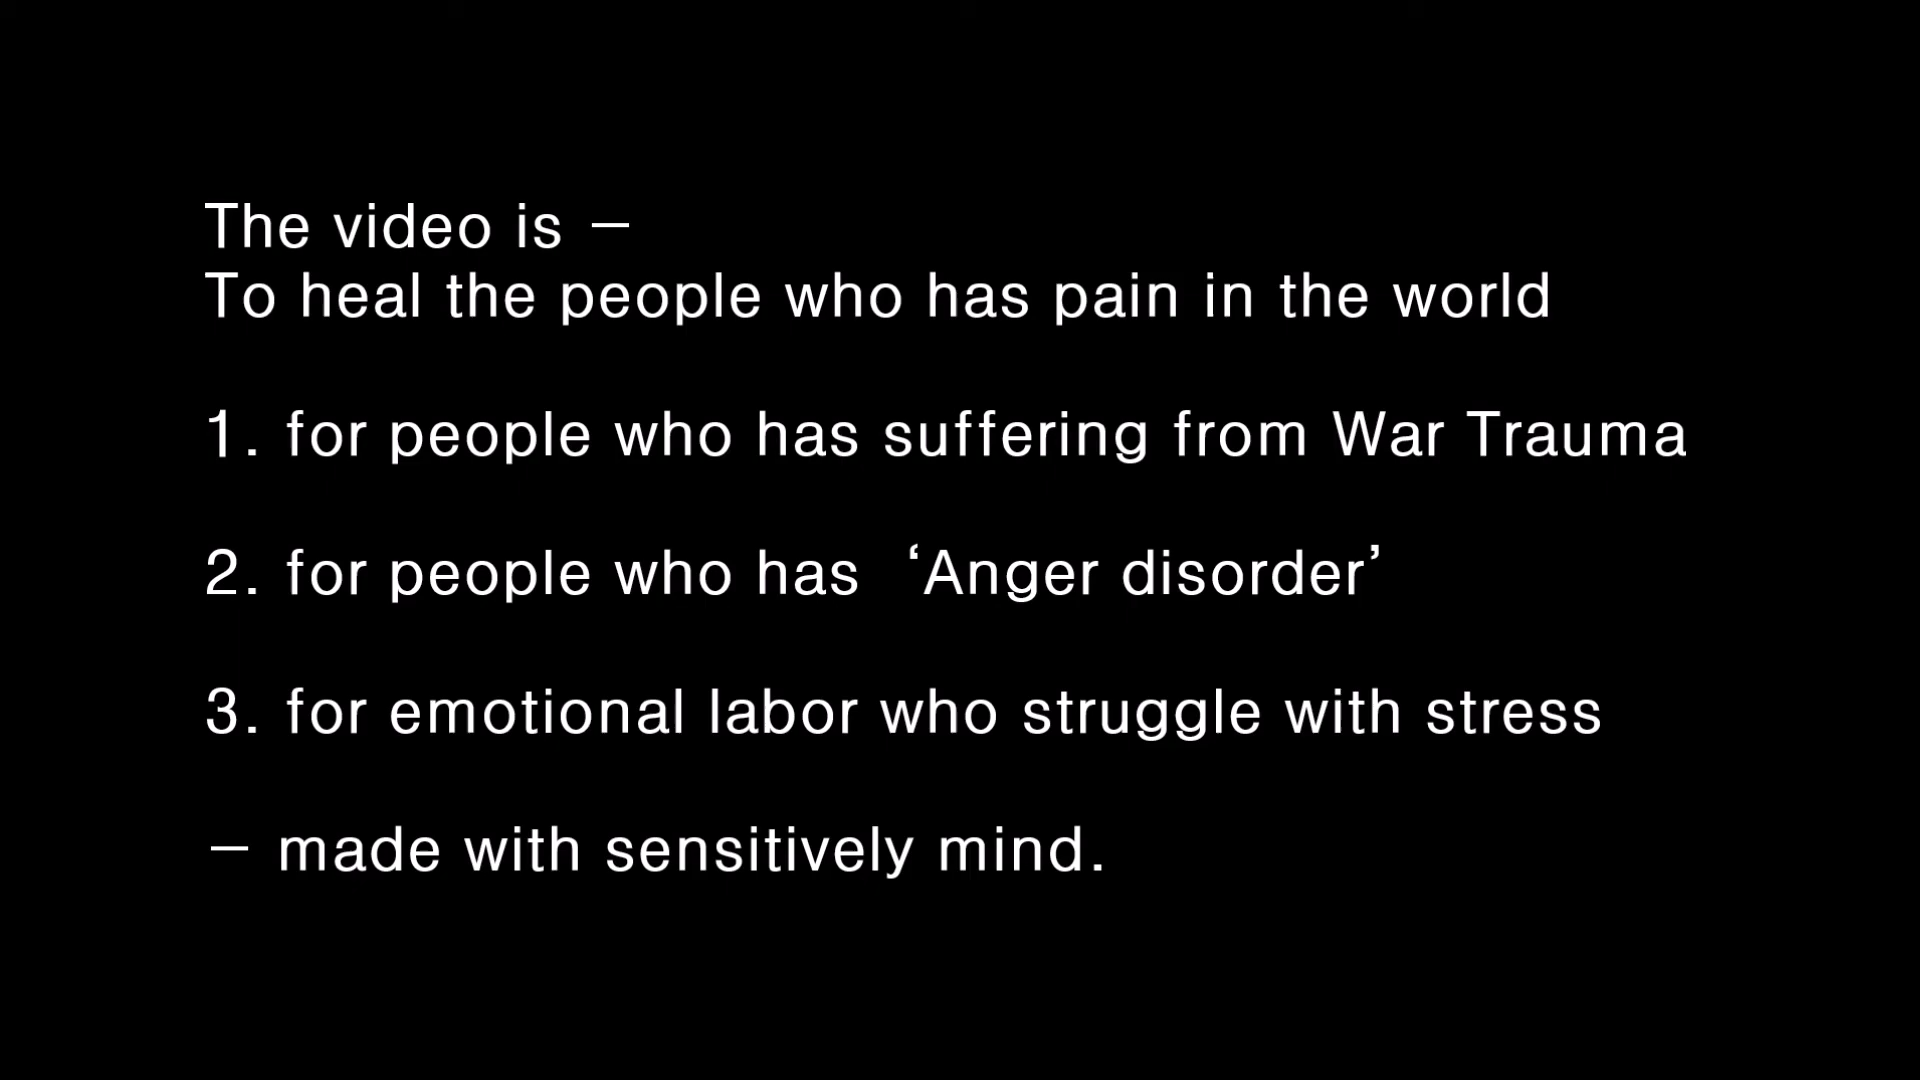 The video is –
To heal the people who has pain in the world
1. for people who has suffering from War Trauma
2. for people who has ‘Anger disorder’
3. for emotional labor who struggle with stress
– made with sensitively mind.